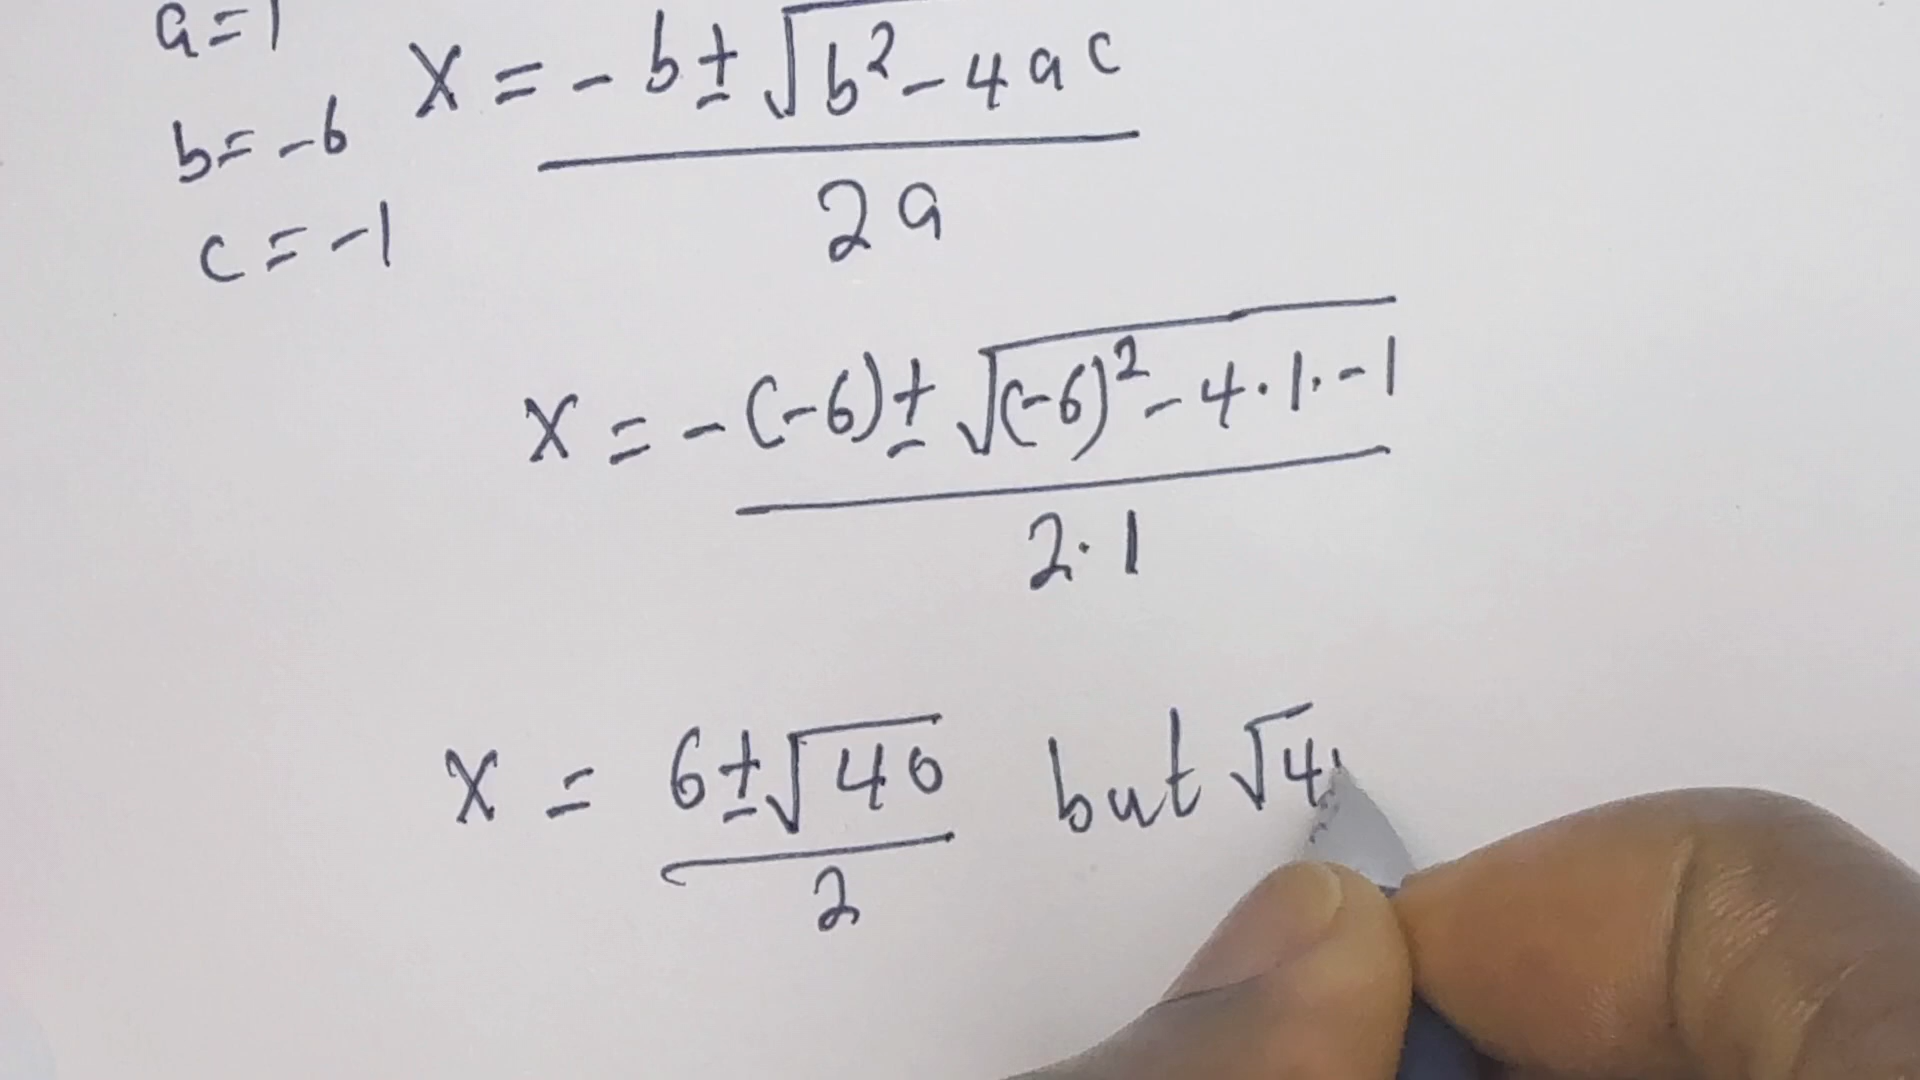 a=1
b=-6
c=-1
x = -b ± √b² - 4ac
2a
x = -(-6) ± √(-6)² - 4·1·-1
2·1
x = 6 ± √40 but √4
2